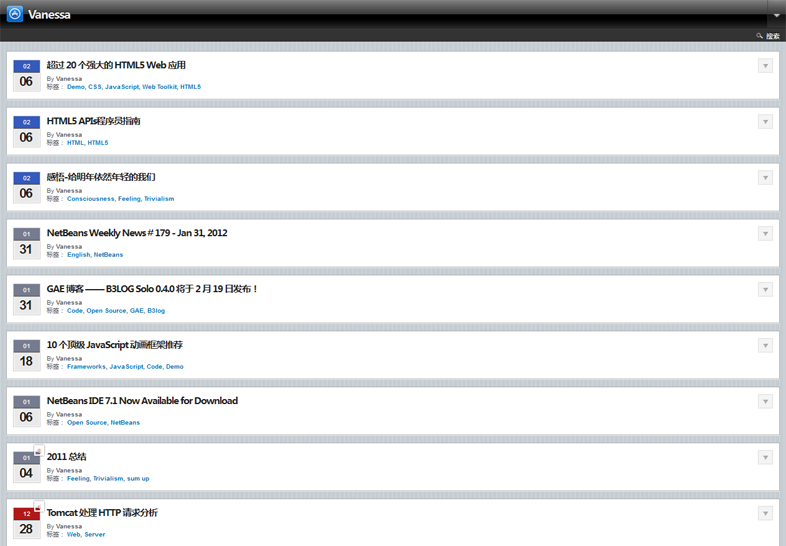 Vanessa
搜索
02
06
超过 20 个强大的 HTML5 Web 应用
By Vanessa
标签： Demo, CSS, JavaScript, Web Toolkit, HTML5
02
06
HTML5 APIs程序员指南
By Vanessa
标签： HTML, HTML5
02
06
感悟-给明年依然年轻的我们
By Vanessa
标签： Consciousness, Feeling, Trivialism
01
31
NetBeans Weekly News # 179 - Jan 31, 2012
By Vanessa
标签： English, NetBeans
01
31
GAE 博客 —— B3LOG Solo 0.4.0 将于 2 月 19 日发布！
By Vanessa
标签： Code, Open Source, GAE, B3log
01
18
10 个顶级 JavaScript 动画框架推荐
By Vanessa
标签： Frameworks, JavaScript, Code, Demo
01
06
NetBeans IDE 7.1 Now Available for Download
By Vanessa
标签： Open Source, NetBeans
01
04
2011 总结
By Vanessa
标签： Feeling, Trivialism, sum up
12
28
Tomcat 处理 HTTP 请求分析
By Vanessa
标签： Web, Server